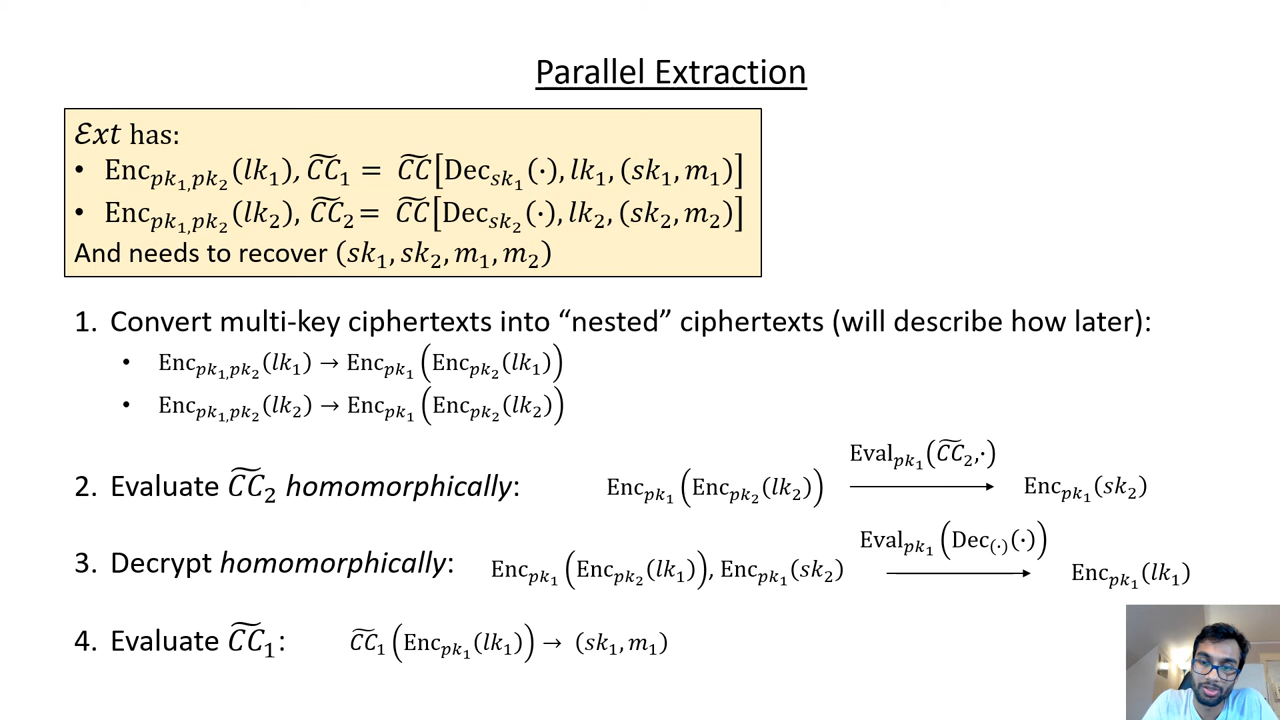 Parallel Extraction
ℰxt has:
• Enc_{pk_1,pk_2}(lk_1), C̃C_1 = C̃C[Dec_{sk_1}(·), lk_1, (sk_1, m_1)]
• Enc_{pk_1,pk_2}(lk_2), C̃C_2 = C̃C[Dec_{sk_2}(·), lk_2, (sk_2, m_2)]
And needs to recover (sk_1, sk_2, m_1, m_2)
1. Convert multi-key ciphertexts into “nested” ciphertexts (will describe how later):
• Enc_{pk_1,pk_2}(lk_1) → Enc_{pk_1}(Enc_{pk_2}(lk_1))
• Enc_{pk_1,pk_2}(lk_2) → Enc_{pk_1}(Enc_{pk_2}(lk_2))
Eval_{pk_1}(C̃C_2,·)
2. Evaluate C̃C_2 homomorphically: Enc_{pk_1}(Enc_{pk_2}(lk_2)) → Enc_{pk_1}(sk_2)
Eval_{pk_1}(Dec_{(·)}(·))
3. Decrypt homomorphically: Enc_{pk_1}(Enc_{pk_2}(lk_1)), Enc_{pk_1}(sk_2) → Enc_{pk_1}(lk_1)
4. Evaluate C̃C_1: C̃C_1(Enc_{pk_1}(lk_1)) → (sk_1, m_1)